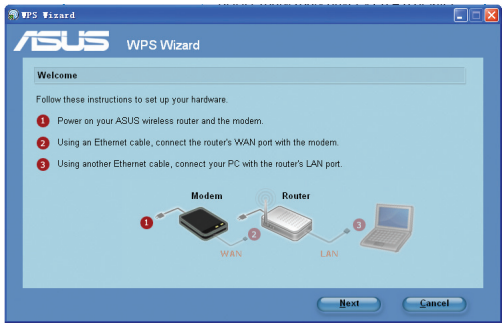 WPS Wizard
ASUS WPS Wizard
Welcome
Follow these instructions to set up your hardware.
1 Power on your ASUS wireless router and the modem.
2 Using an Ethernet cable, connect the router's WAN port with the modem.
3 Using another Ethernet cable, connect your PC with the router's LAN port.
Modem Router
1 2 3
WAN LAN
Next Cancel